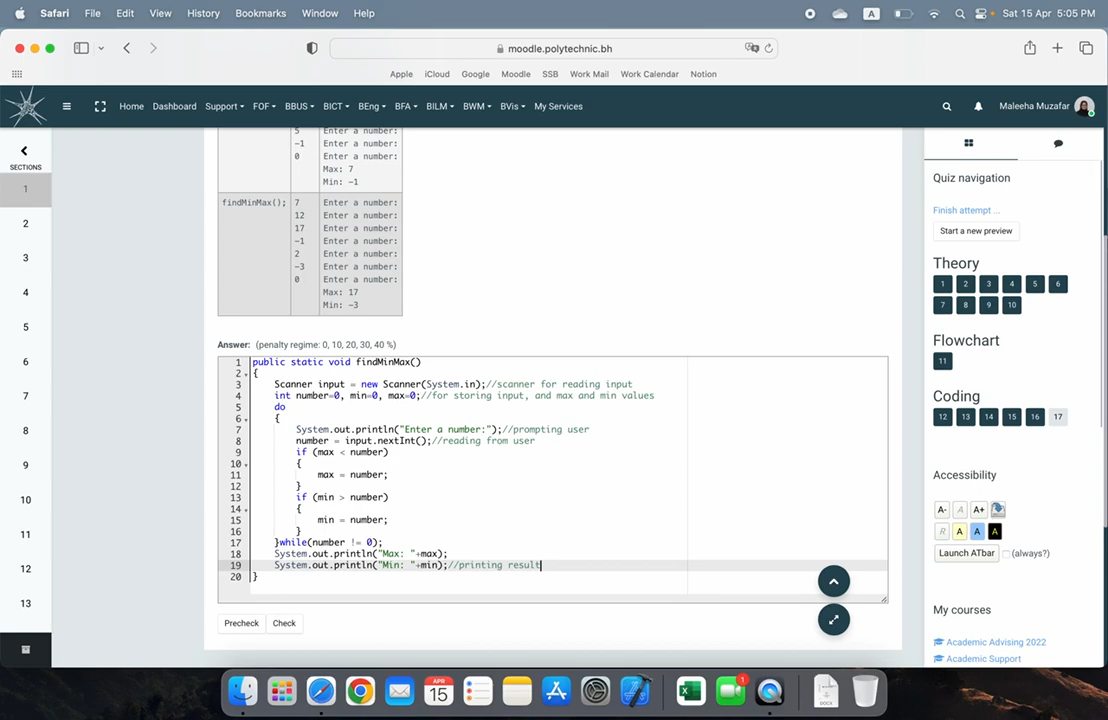 Safari File Edit View History Bookmarks Window Help A Sat 15 Apr 5:05 PM
moodle.polytechnic.bh
Apple iCloud Google Moodle SSB Work Mail Work Calendar Notion
Home Dashboard Support FOF BBUS BICT BEng BFA BILM BWM BVis My Services Maleeha Muzafar
SECTIONS
1
2
3
4
5
6
7
8
9
10
11
12
13
5 Enter a number:
-1 Enter a number:
0 Enter a number:
Max: 7
Min: -1
findMinMax(); 7 Enter a number:
12 Enter a number:
17 Enter a number:
-1 Enter a number:
2 Enter a number:
-3 Enter a number:
0 Enter a number:
Max: 17
Min: -3
Answer: (penalty regime: 0, 10, 20, 30, 40 %)
1 public static void findMinMax()
2 {
3 Scanner input = new Scanner(System.in);//scanner for reading input
4 int number=0, min=0, max=0;//for storing input, and max and min values
5 do
6 {
7 System.out.println("Enter a number:");//prompting user
8 number = input.nextInt();//reading from user
9 if (max < number)
10 {
11 max = number;
12 }
13 if (min > number)
14 {
15 min = number;
16 }
17 }while(number != 0);
18 System.out.println("Max: "+max);
19 System.out.println("Min: "+min);//printing result
20 }
Precheck Check
Quiz navigation
Finish attempt ...
Start a new preview
Theory
1 2 3 4 5 6
7 8 9 10
Flowchart
11
Coding
12 13 14 15 16 17
Accessibility
A- A A+
R A A A
Launch ATbar (always?)
My courses
Academic Advising 2022
Academic Support
APR
15
X
1
DOCX